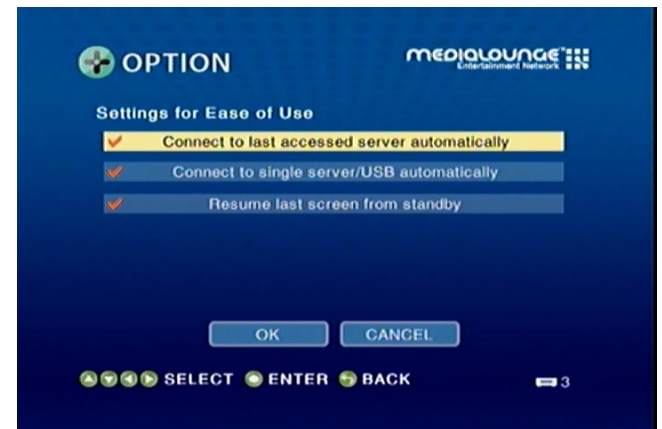 OPTION
MEDIALOUNGE™
Entertainment Network
Settings for Ease of Use
Connect to last accessed server automatically
Connect to single server/USB automatically
Resume last screen from standby
OK CANCEL
SELECT ENTER BACK 3